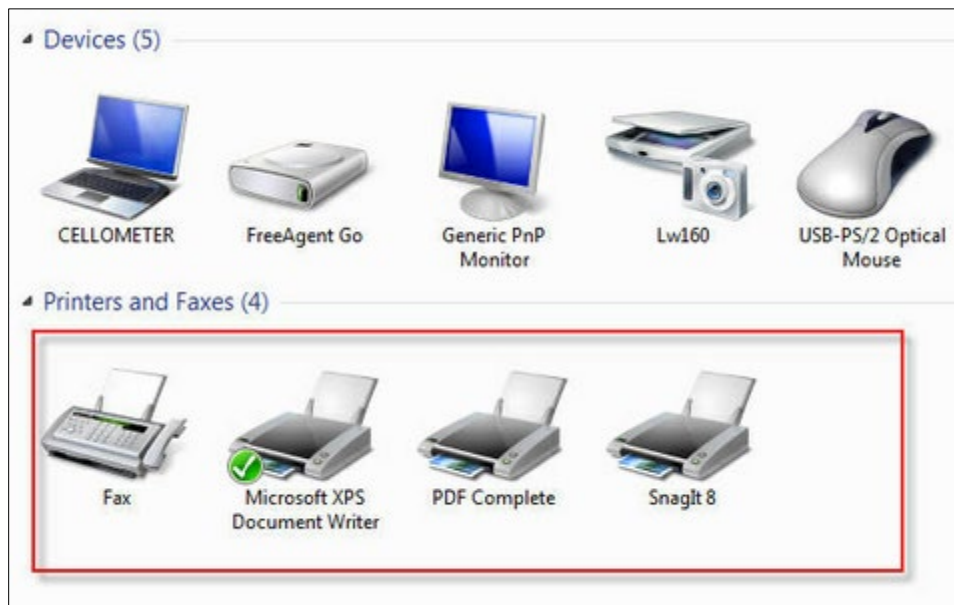 Devices (5)
CELLOMETER
FreeAgent Go
Generic PnP
Monitor
Lw160
USB-PS/2 Optical
Mouse
Printers and Faxes (4)
Fax
Microsoft XPS
Document Writer
PDF Complete
SnagIt 8